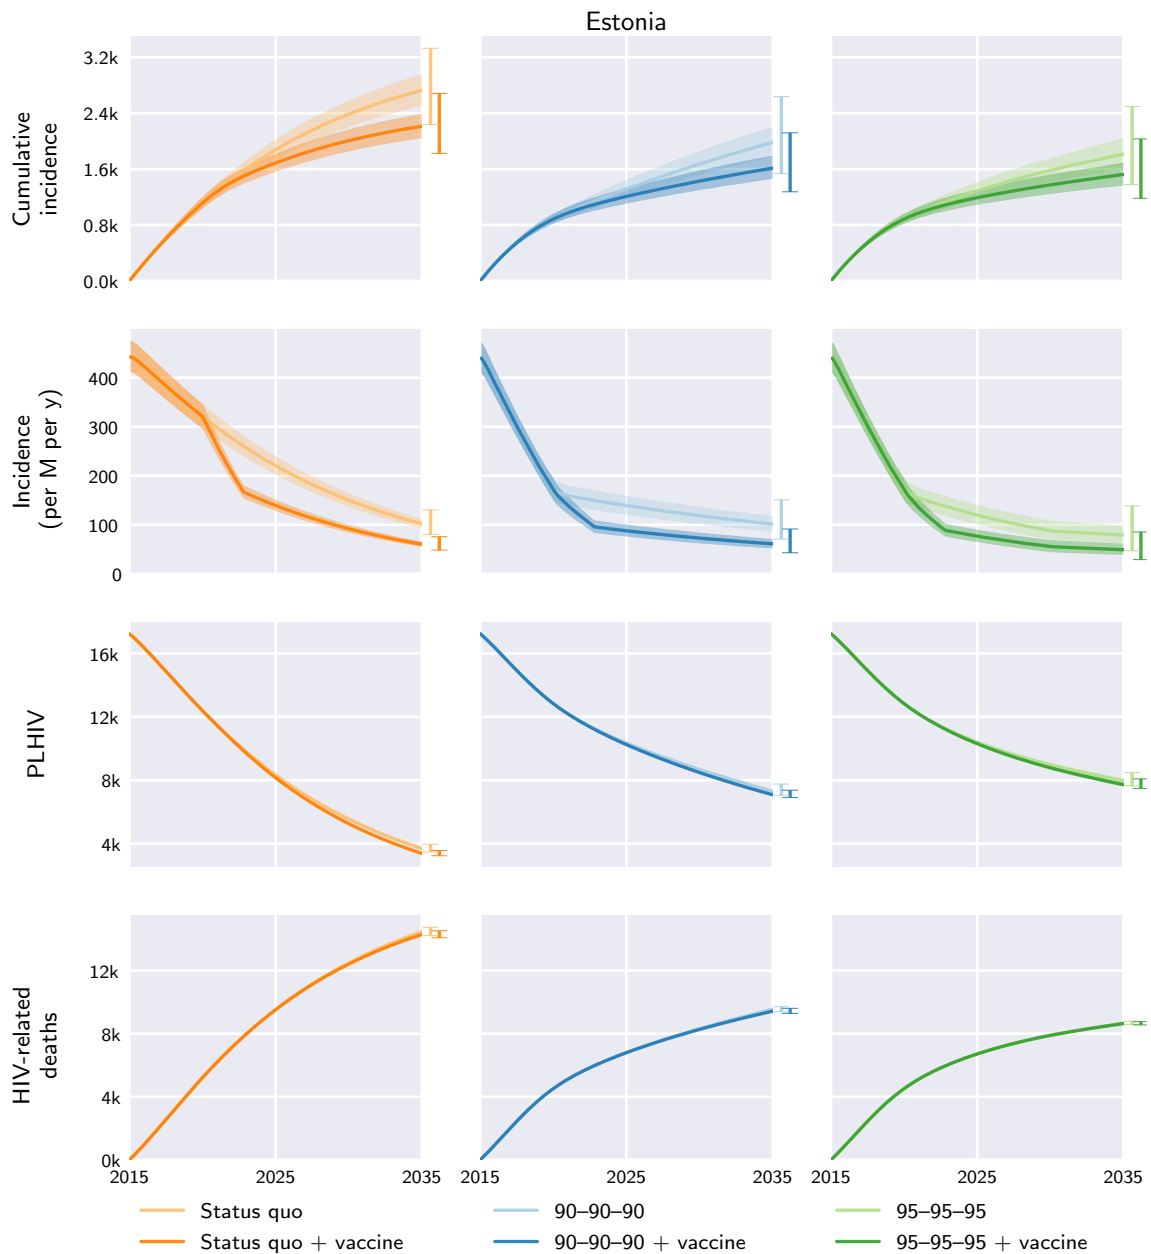 Estonia
Cumulative
incidence
3.2k
2.4k
1.6k
0.8k
0.0k
Incidence
(per M per y)
400
300
200
100
0
PLHIV
16k
12k
8k
4k
HIV-related
deaths
12k
8k
4k
0k
2015 2025 2035 2015 2025 2035 2015 2025 2035
Status quo 90–90–90 95–95–95
Status quo + vaccine 90–90–90 + vaccine 95–95–95 + vaccine